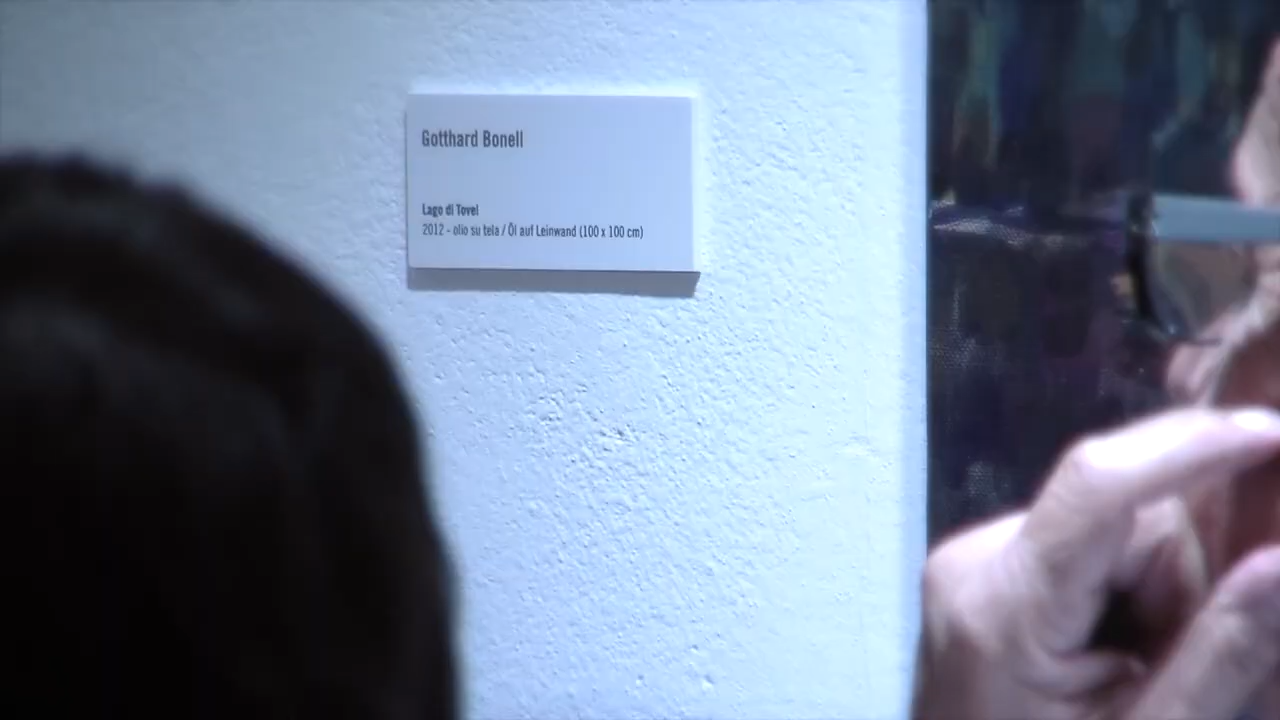 Gotthard Bonell
Lago di Tovel
2012 - olio su tela / Öl auf Leinwand (100 x 100 cm)